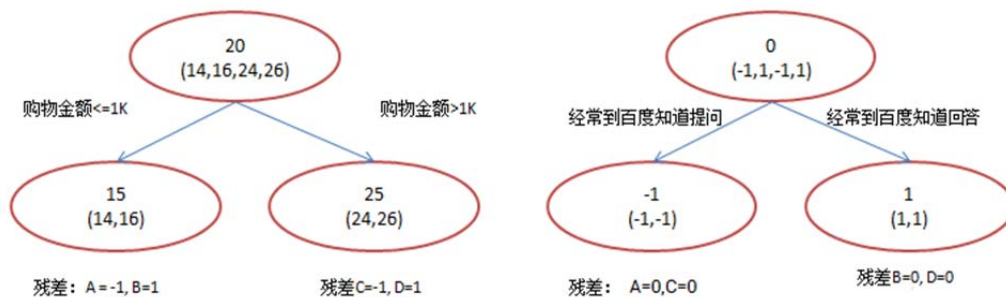 20
(14,16,24,26)
购物金额<=1K
购物金额>1K
15
(14,16)
25
(24,26)
残差：A = -1, B=1
残差C=-1, D=1
0
(-1,1,-1,1)
经常到百度知道提问
经常到百度知道回答
-1
(-1,-1)
1
(1,1)
残差： A=0,C=0
残差B=0, D=0